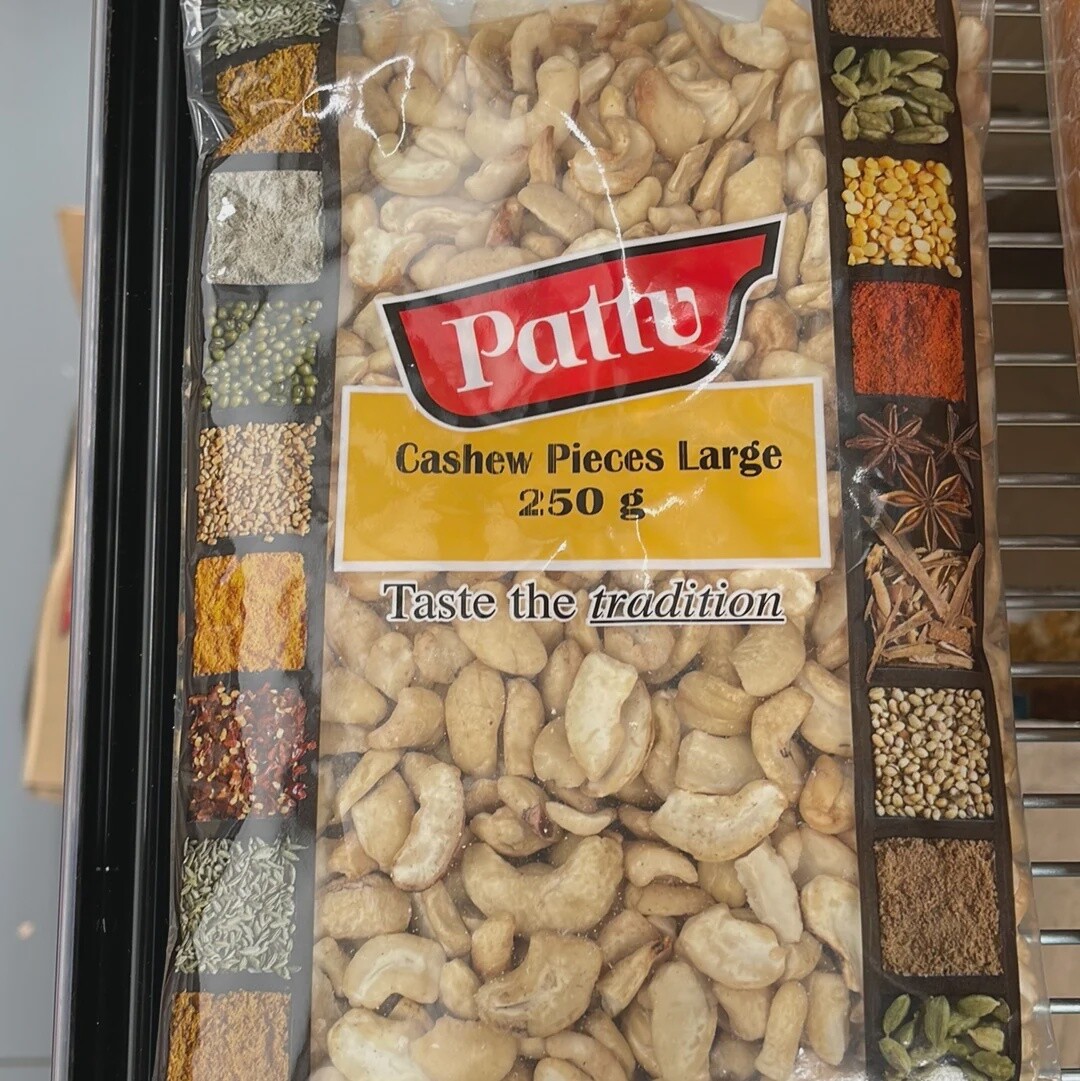 Pattu
Cashew Pieces Large
250 g
Taste the tradition